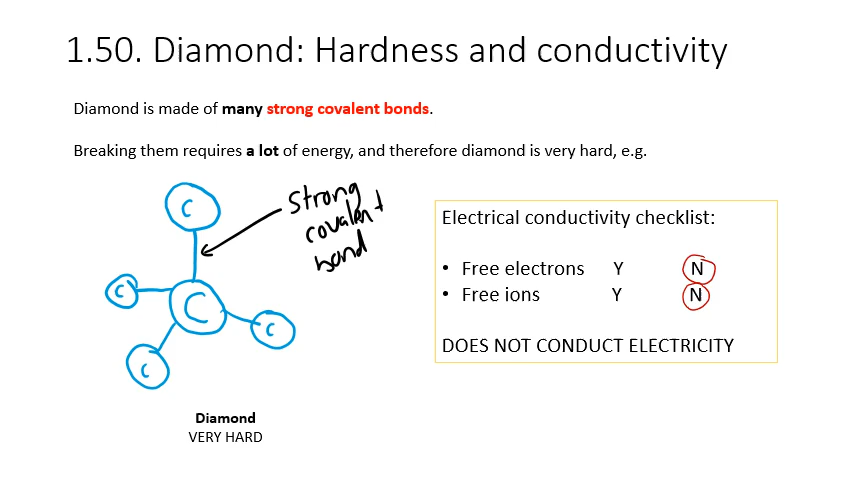 1.50. Diamond: Hardness and conductivity
Diamond is made of many strong covalent bonds.
Breaking them requires a lot of energy, and therefore diamond is very hard, e.g.
C
Strong
covalent
bond
C
C
C
C
Diamond
VERY HARD
Electrical conductivity checklist:
• Free electrons Y N
• Free ions Y N
DOES NOT CONDUCT ELECTRICITY